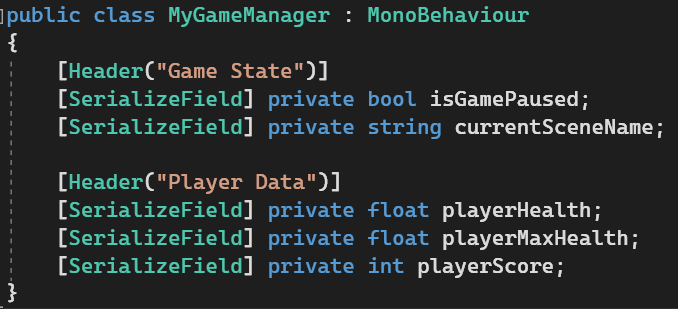 public class MyGameManager : MonoBehaviour
{
[Header("Game State")]
[SerializeField] private bool isGamePaused;
[SerializeField] private string currentSceneName;
[Header("Player Data")]
[SerializeField] private float playerHealth;
[SerializeField] private float playerMaxHealth;
[SerializeField] private int playerScore;
}